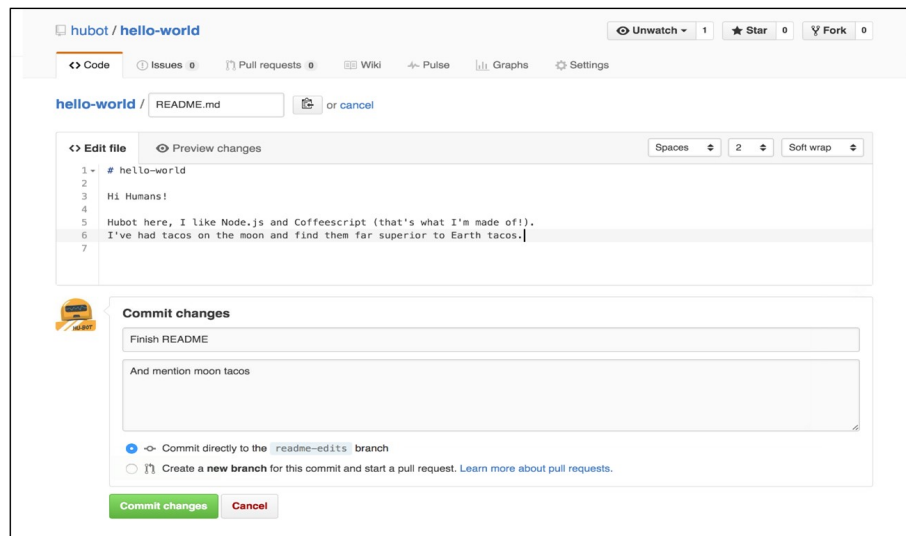 hubot / hello-world
Unwatch 1 Star 0 Fork 0
<> Code Issues 0 Pull requests 0 Wiki Pulse Graphs Settings
hello-world / README.md or cancel
<> Edit file Preview changes Spaces 2 Soft wrap
1 # hello-world
2
3 Hi Humans!
4
5 Hubot here, I like Node.js and Coffeescript (that's what I'm made of!).
6 I've had tacos on the moon and find them far superior to Earth tacos.
7
HUBOT
Commit changes
Finish README
And mention moon tacos
Commit directly to the readme-edits branch
Create a new branch for this commit and start a pull request. Learn more about pull requests.
Commit changes Cancel